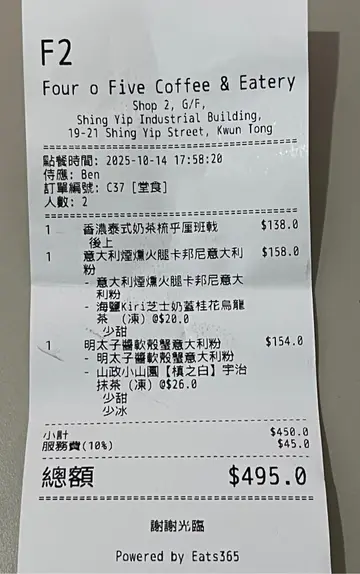 F2
Four o Five Coffee & Eatery
Shop 2, G/F,
Shing Yip Industrial Building,
19-21 Shing Yip Street, Kwun Tong
點餐時間: 2025-10-14 17:58:20
侍應: Ben
訂單編號: C37 [堂食]
人數: 2
1 香濃泰式奶茶梳乎厘班戟 $138.0
後上
1 意大利煙燻火腿卡邦尼意大利 $158.0
粉
- 意大利煙燻火腿卡邦尼意大
利粉
- 海鹽Kiri芝士奶蓋桂花烏龍
茶 (凍) @$20.0
少甜
1 明太子醬軟殼蟹意大利粉 $154.0
- 明太子醬軟殼蟹意大利粉
- 山政小山園【槙之白】宇治
抹茶 (凍) @$26.0
少甜
少冰
小計 $450.0
服務費(10%) $45.0
總額 $495.0
謝謝光臨
Powered by Eats365